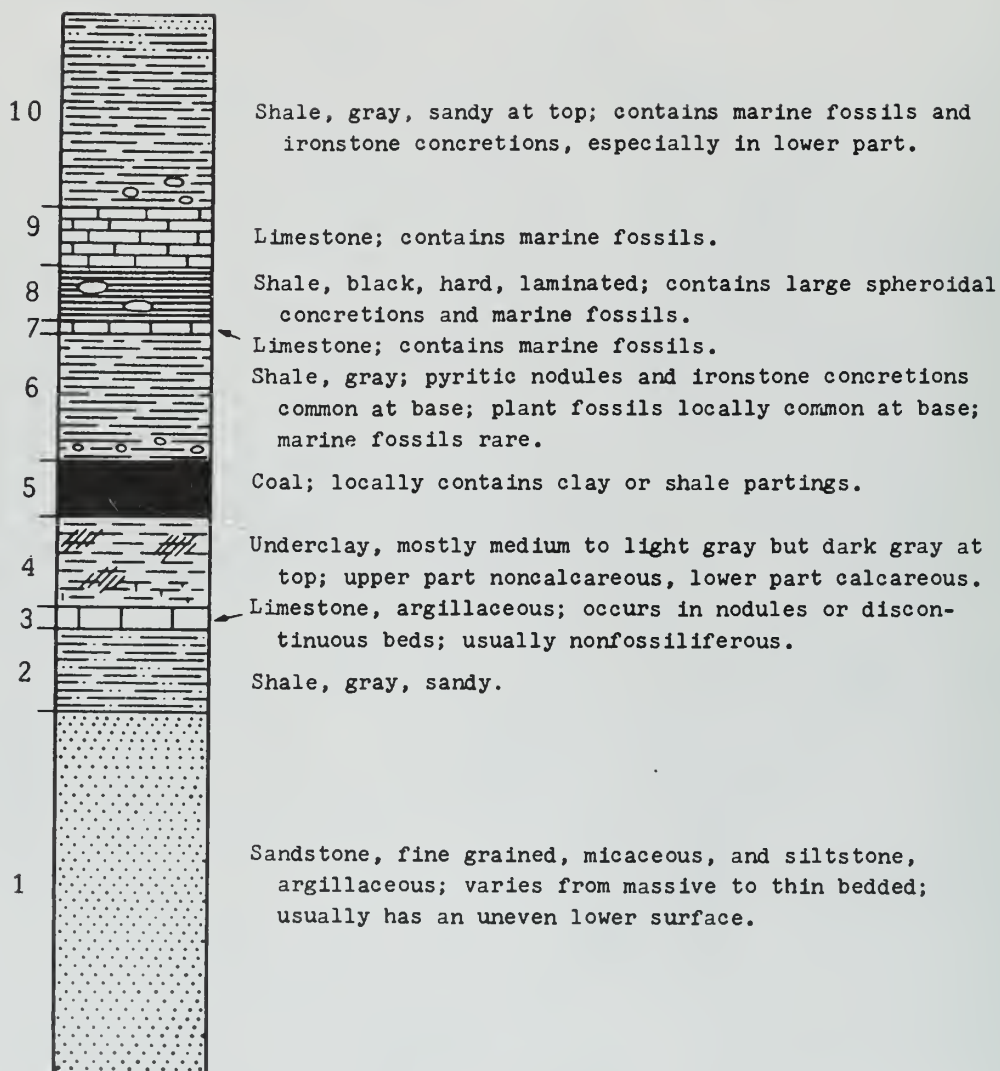 10
Shale, gray, sandy at top; contains marine fossils and
ironstone concretions, especially in lower part.
9
Limestone; contains marine fossils.
8
Shale, black, hard, laminated; contains large spheroidal
concretions and marine fossils.
7
Limestone; contains marine fossils.
6
Shale, gray; pyritic nodules and ironstone concretions
common at base; plant fossils locally common at base;
marine fossils rare.
5
Coal; locally contains clay or shale partings.
4
Underclay, mostly medium to light gray but dark gray at
top; upper part noncalcareous, lower part calcareous.
3
Limestone, argillaceous; occurs in nodules or discon-
tinuous beds; usually nonfossiliferous.
2
Shale, gray, sandy.
1
Sandstone, fine grained, micaceous, and siltstone,
argillaceous; varies from massive to thin bedded;
usually has an uneven lower surface.